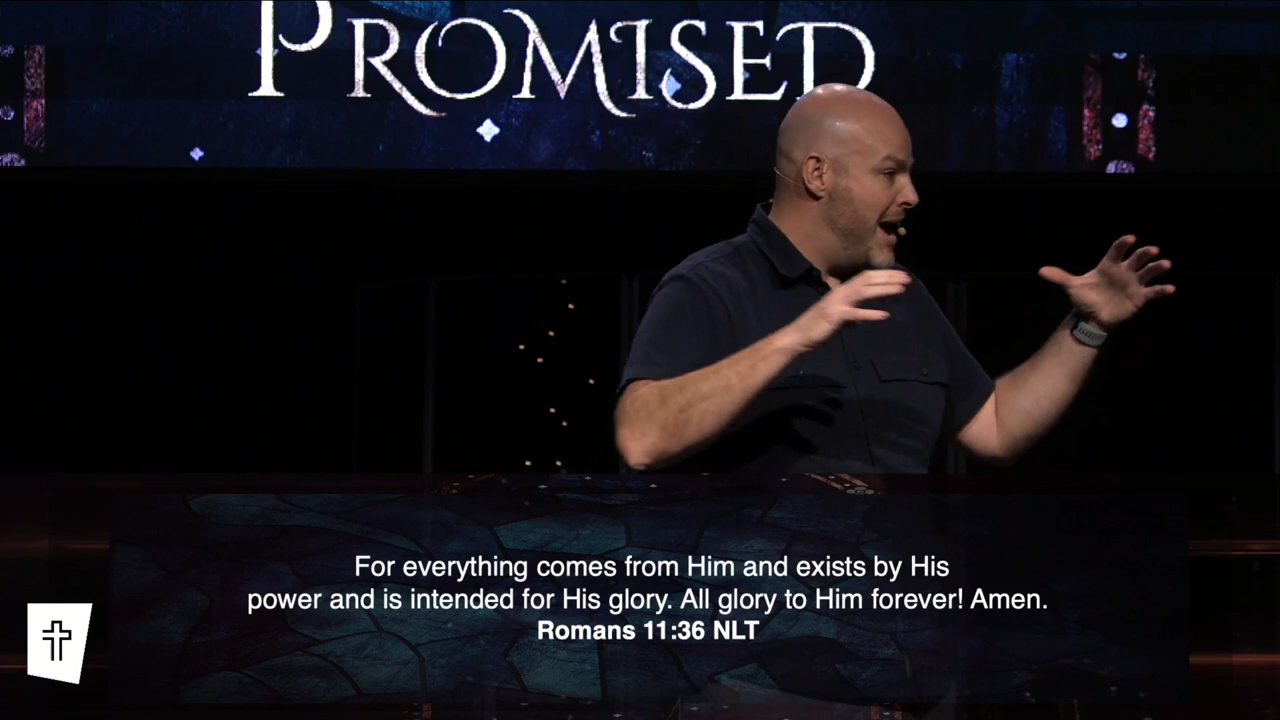 PROMISED
For everything comes from Him and exists by His
power and is intended for His glory. All glory to Him forever! Amen.
Romans 11:36 NLT